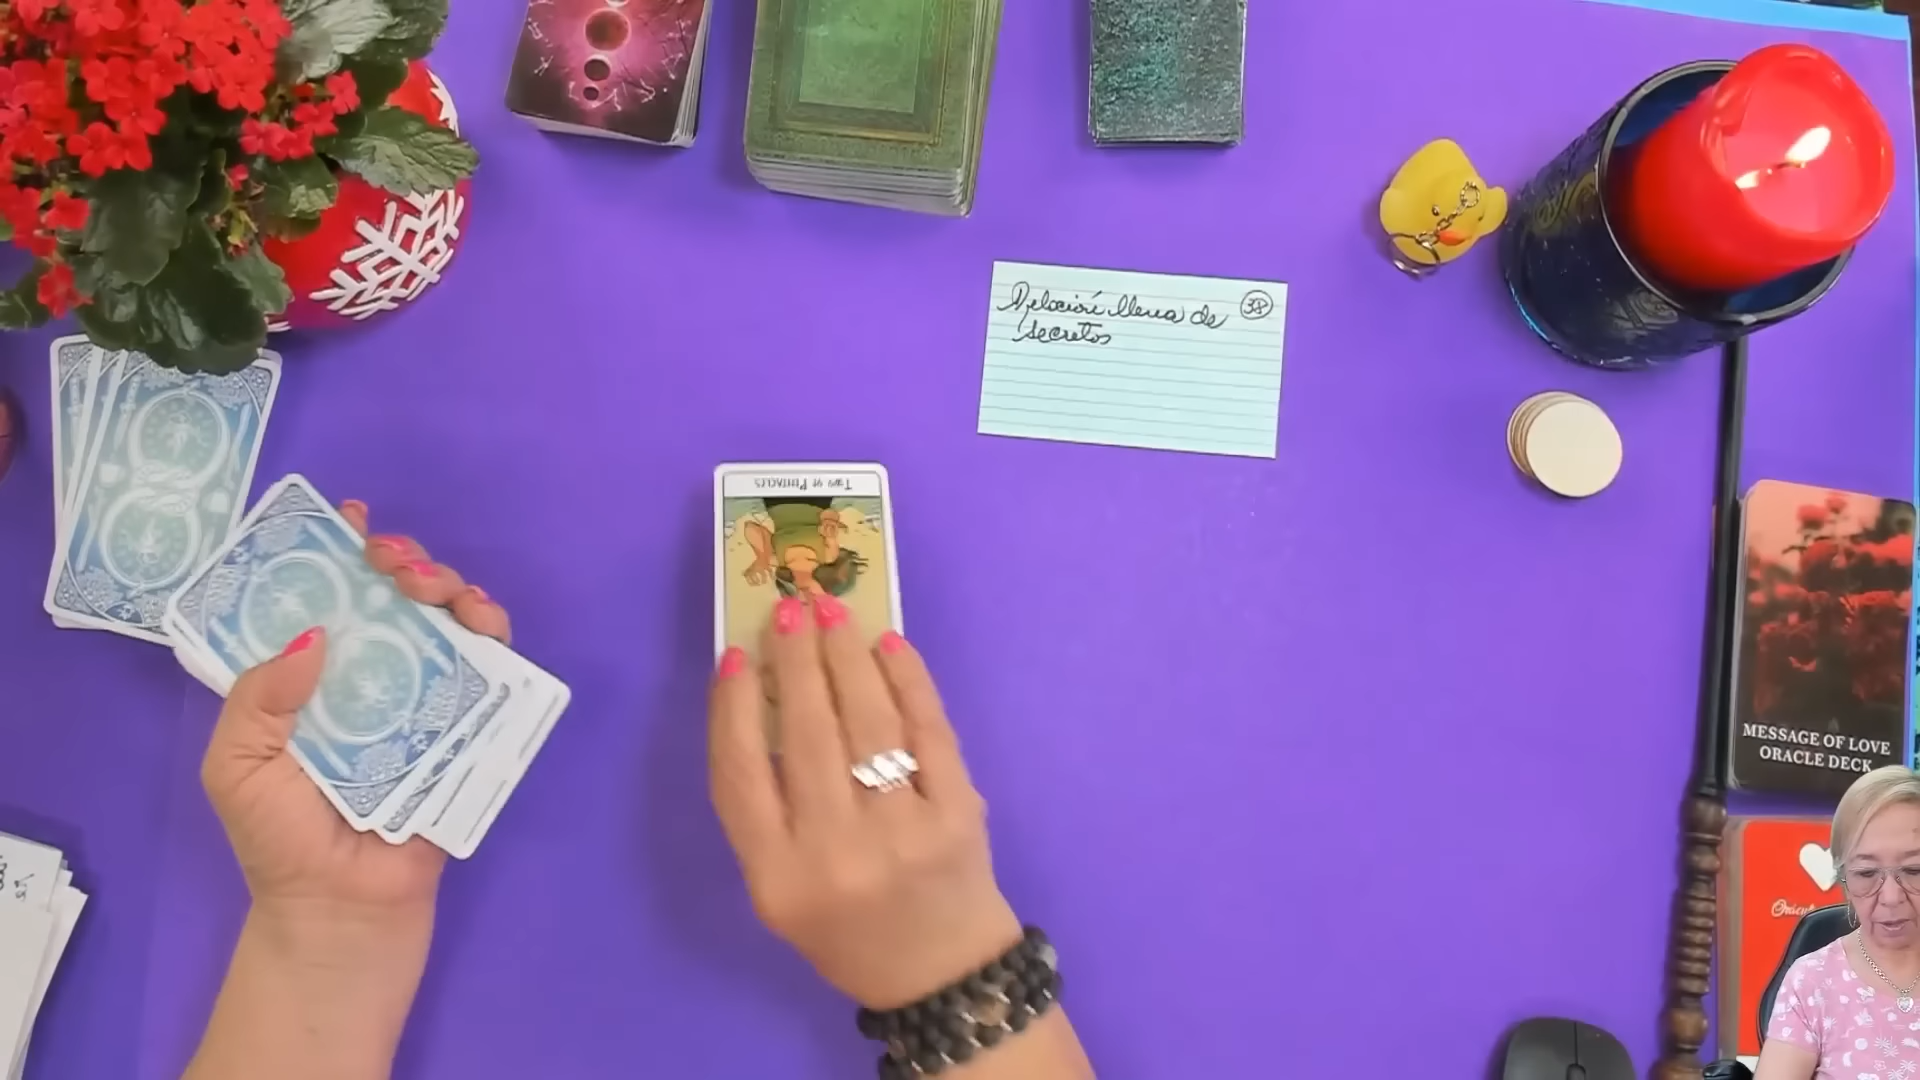 Relación llena de 38
secretos
Two of Pentacles
MESSAGE OF LOVE
ORACLE DECK